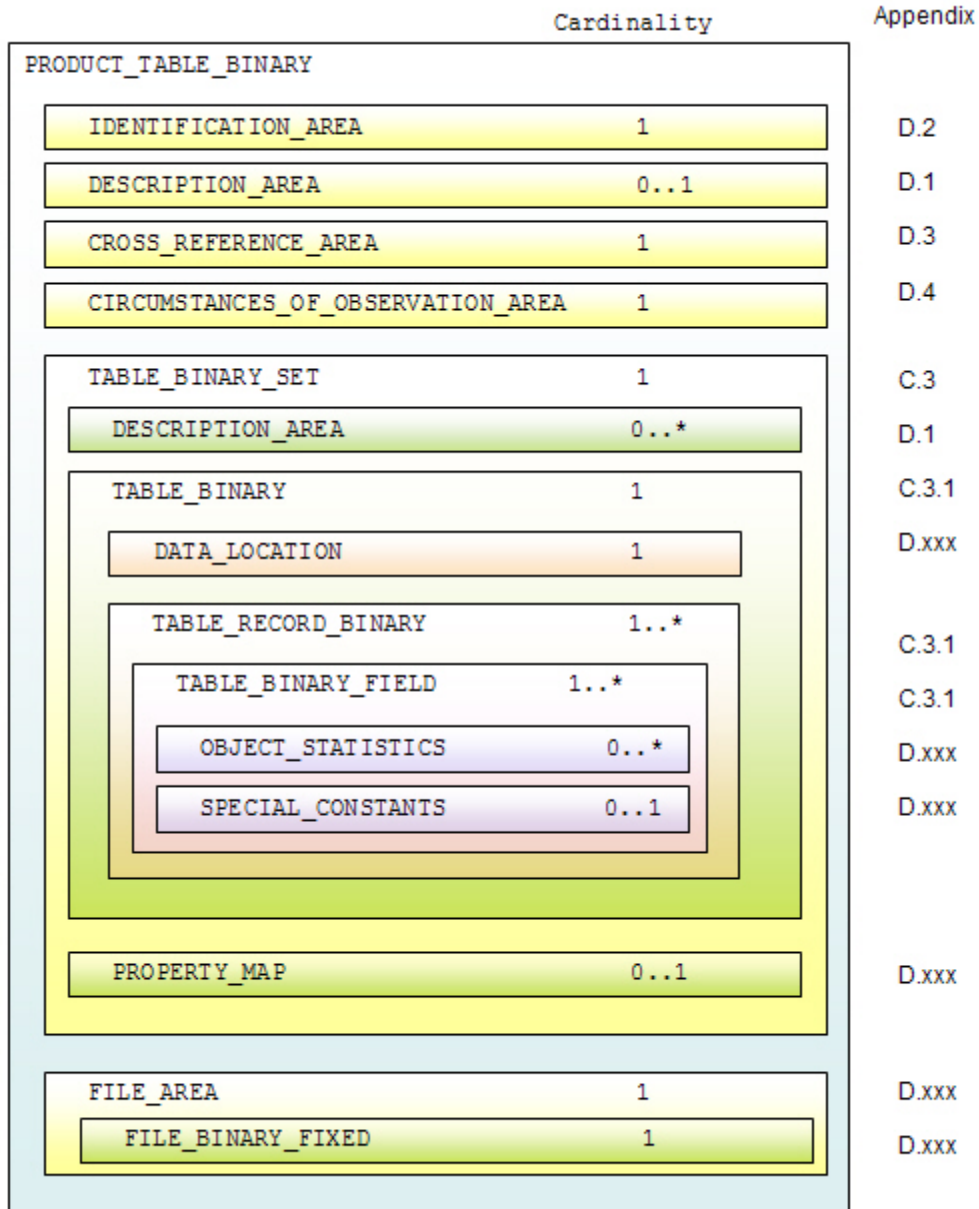 Cardinality Appendix
PRODUCT_TABLE_BINARY
IDENTIFICATION_AREA 1 D.2
DESCRIPTION_AREA 0..1 D.1
CROSS_REFERENCE_AREA 1 D.3
CIRCUMSTANCES_OF_OBSERVATION_AREA 1 D.4
TABLE_BINARY_SET 1 C.3
DESCRIPTION_AREA 0..* D.1
TABLE_BINARY 1 C.3.1
DATA_LOCATION 1 D.xxx
TABLE_RECORD_BINARY 1..* C.3.1
TABLE_BINARY_FIELD 1..* C.3.1
OBJECT_STATISTICS 0..* D.xxx
SPECIAL_CONSTANTS 0..1 D.xxx
PROPERTY_MAP 0..1 D.xxx
FILE_AREA 1 D.xxx
FILE_BINARY_FIXED 1 D.xxx